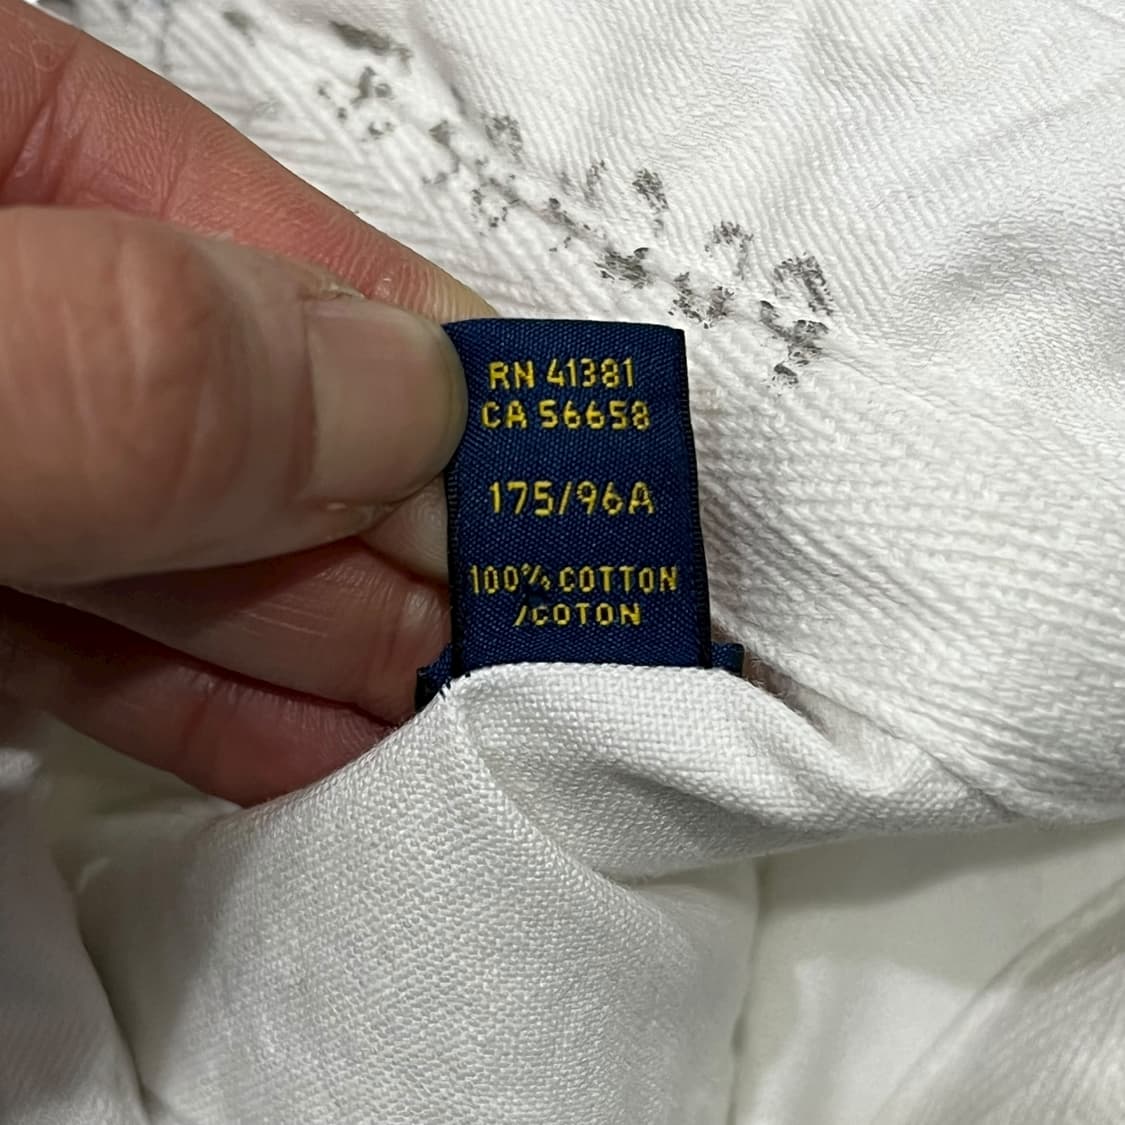 RN 41381
CA 56658
175/96A
100% COTTON
/COTON